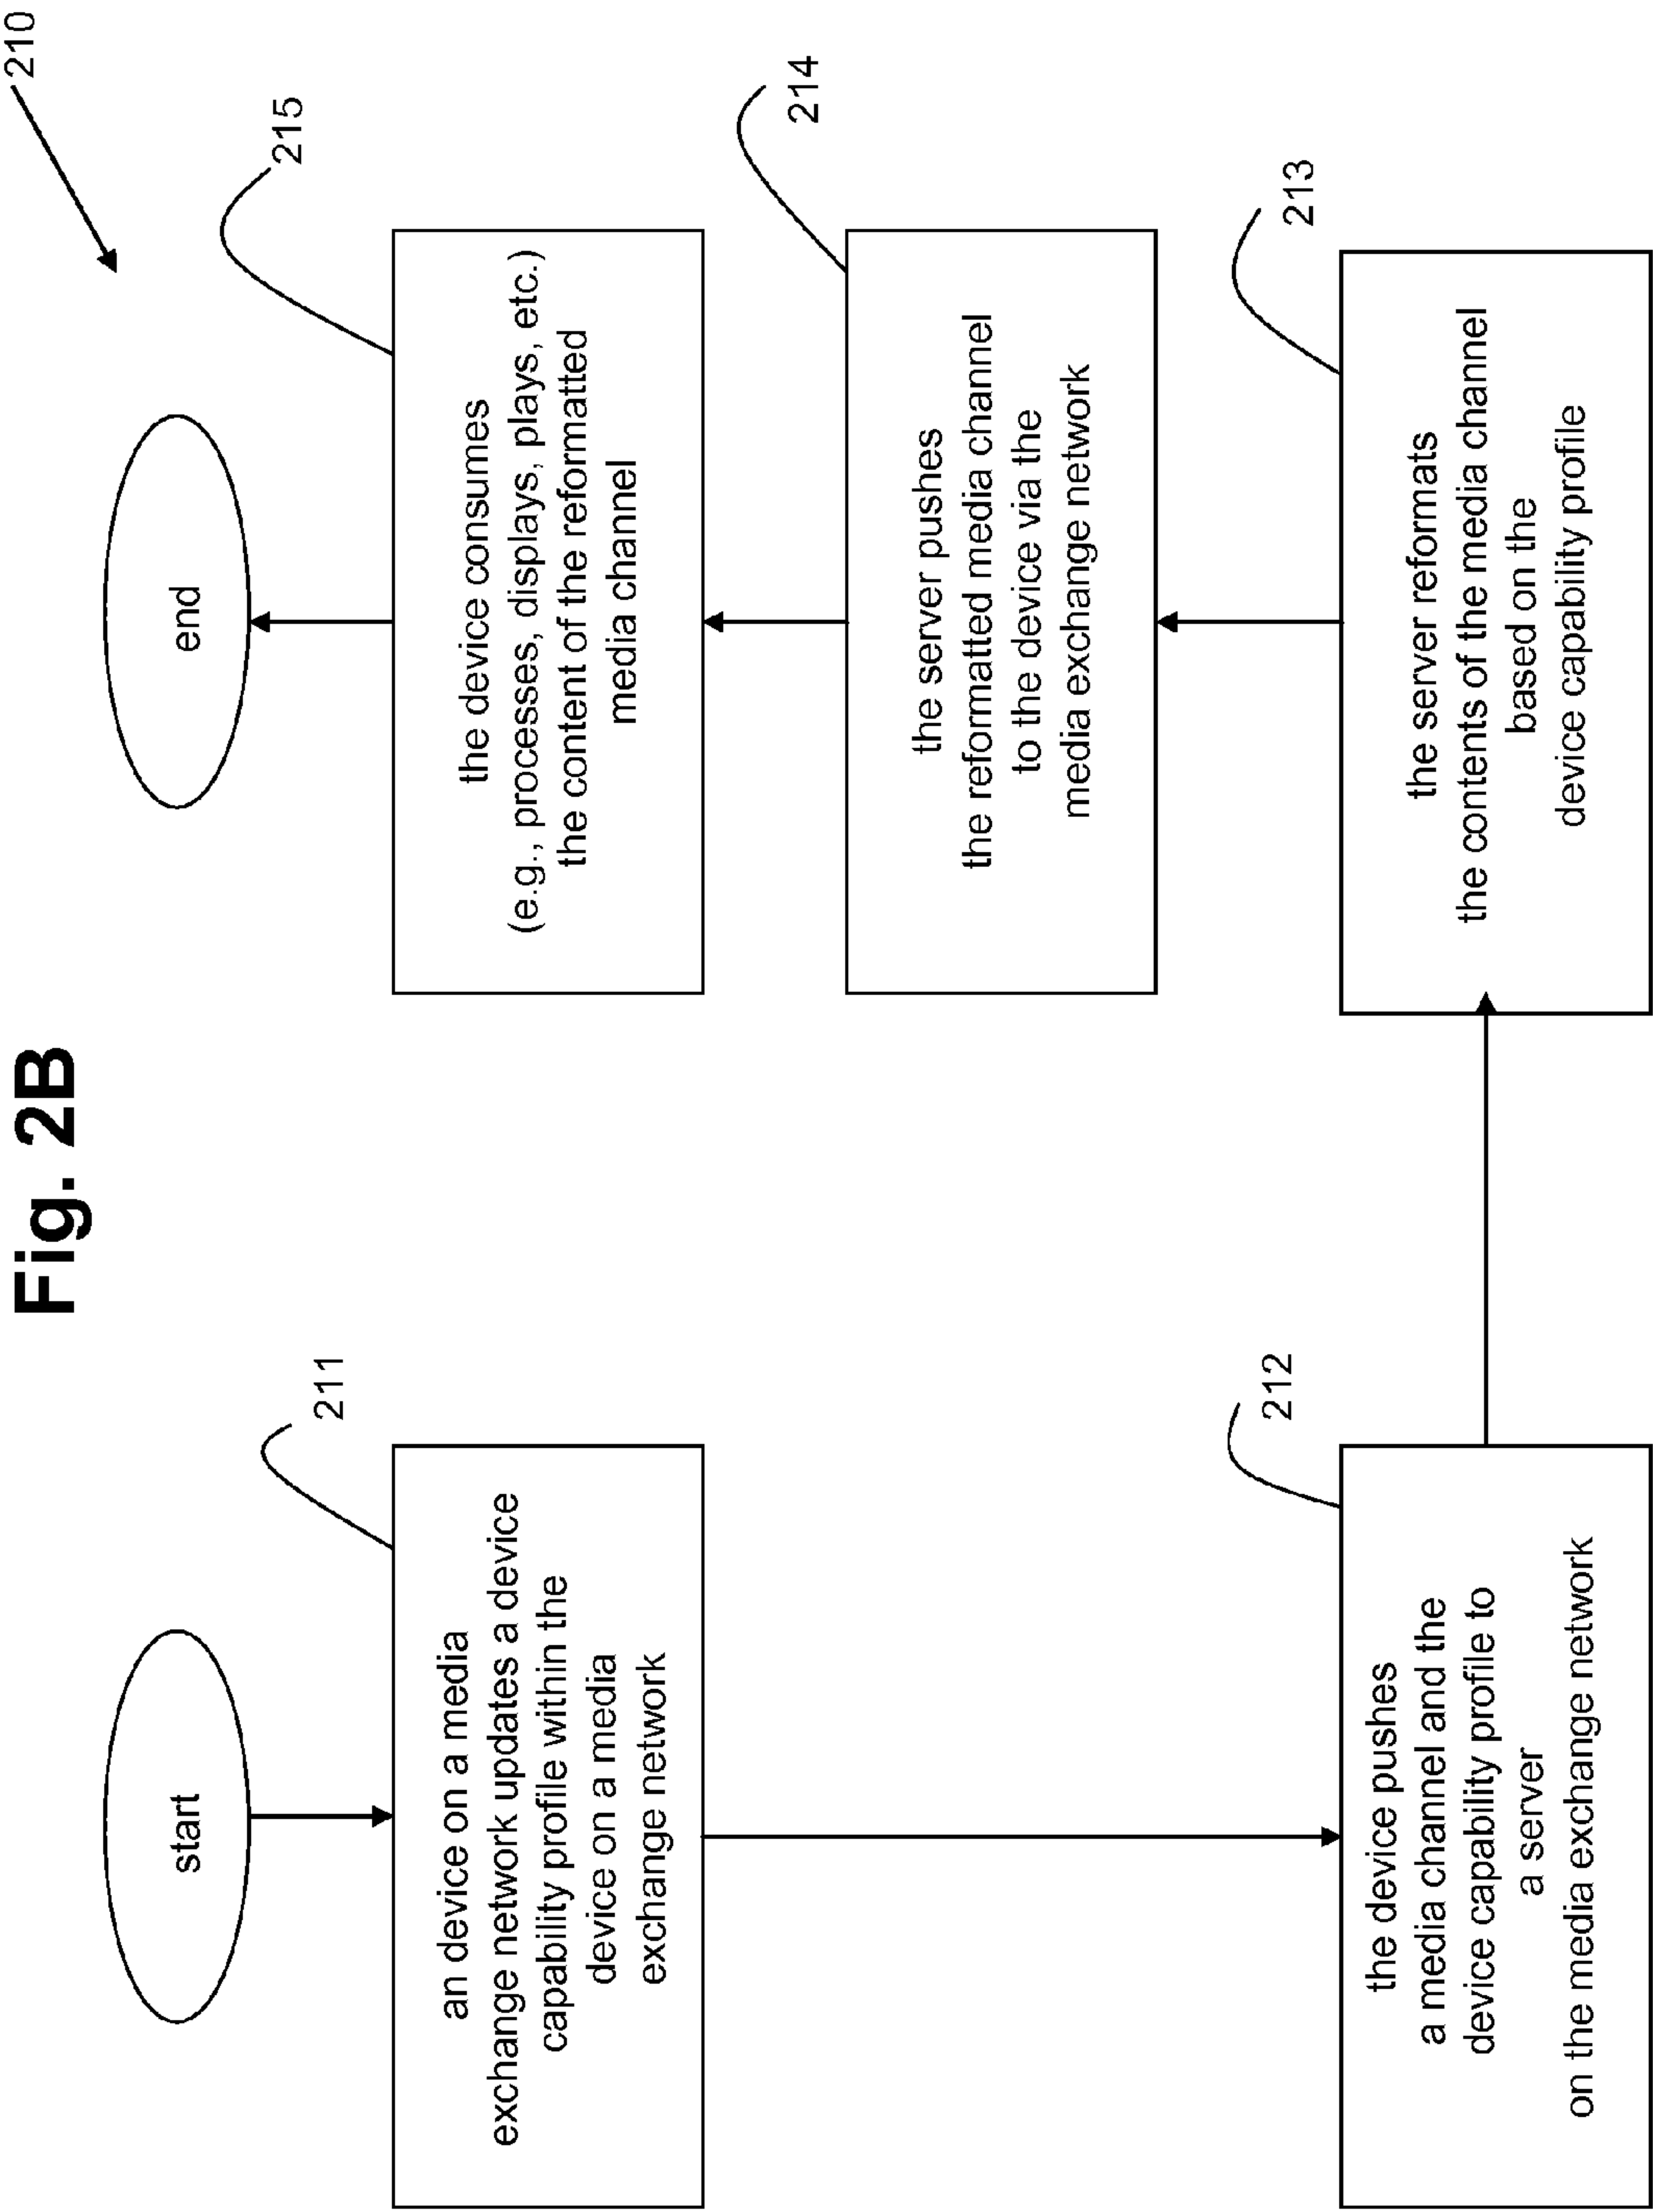 Fig. 2B
210
start
211
an device on a media
exchange network updates a device
capability profile within the
device on a media
exchange network
212
the device pushes
a media channel and the
device capability profile to
a server
on the media exchange network
213
the server reformats
the contents of the media channel
based on the
device capability profile
214
the server pushes
the reformatted media channel
to the device via the
media exchange network
215
the device consumes
(e.g., processes, displays, plays, etc.)
the content of the reformatted
media channel
end